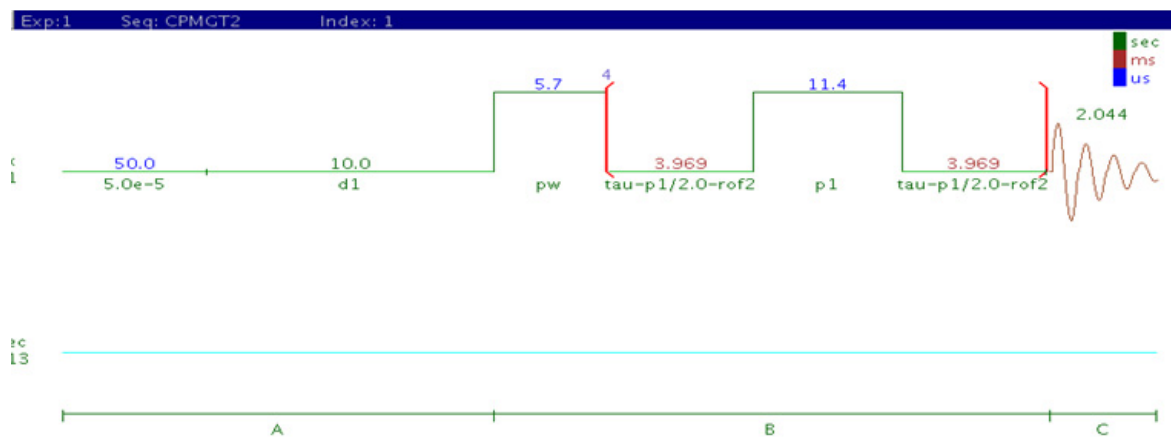 Exp:1 Seq: CPMGT2 Index: 1
sec
ms
us
4
5.7 11.4 2.044
50.0 10.0 3.969 3.969
5.0e-5 d1 pw tau-p1/2.0-rof2 p1 tau-p1/2.0-rof2
1
ec
13
A B C